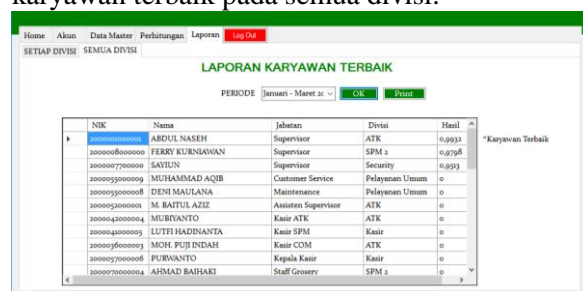 karyawan terbaik pada semua divisi.
Home Akun Data Master Perhitungan Laporan Log Out
SETIAP DIVISI SEMUA DIVISI
LAPORAN KARYAWAN TERBAIK
PERIODE Januari - Maret 20 OK Print
NIK Nama Jabatan Divisi Hasil
2000001000001 ABDUL NASEH Supervisor ATK 0,9932 *Karyawan Terbaik
2000008000000 FERRY KURNIAWAN Supervisor SPM 2 0,9798
2000007700000 SAYIUN Supervisor Security 0,9513
2000055000009 MUHAMMAD AQIB Customer Service Pelayanan Umum 0
2000055000008 DENI MAULANA Maintenance Pelayanan Umum 0
2000052000001 M. BAITUL AZIZ Assisten Supervisor ATK 0
2000042000004 MUBIYANTO Kasir ATK ATK 0
2000041000005 LUTFI HADINANTA Kasir SPM Kasir 0
2000036000003 MOH. PUJI INDAH Kasir COM ATK 0
2000057000006 PURWANTO Kepala Kasir Kasir 0
2000070000004 AHMAD BAIHAKI Staff Grosery SPM 2 0